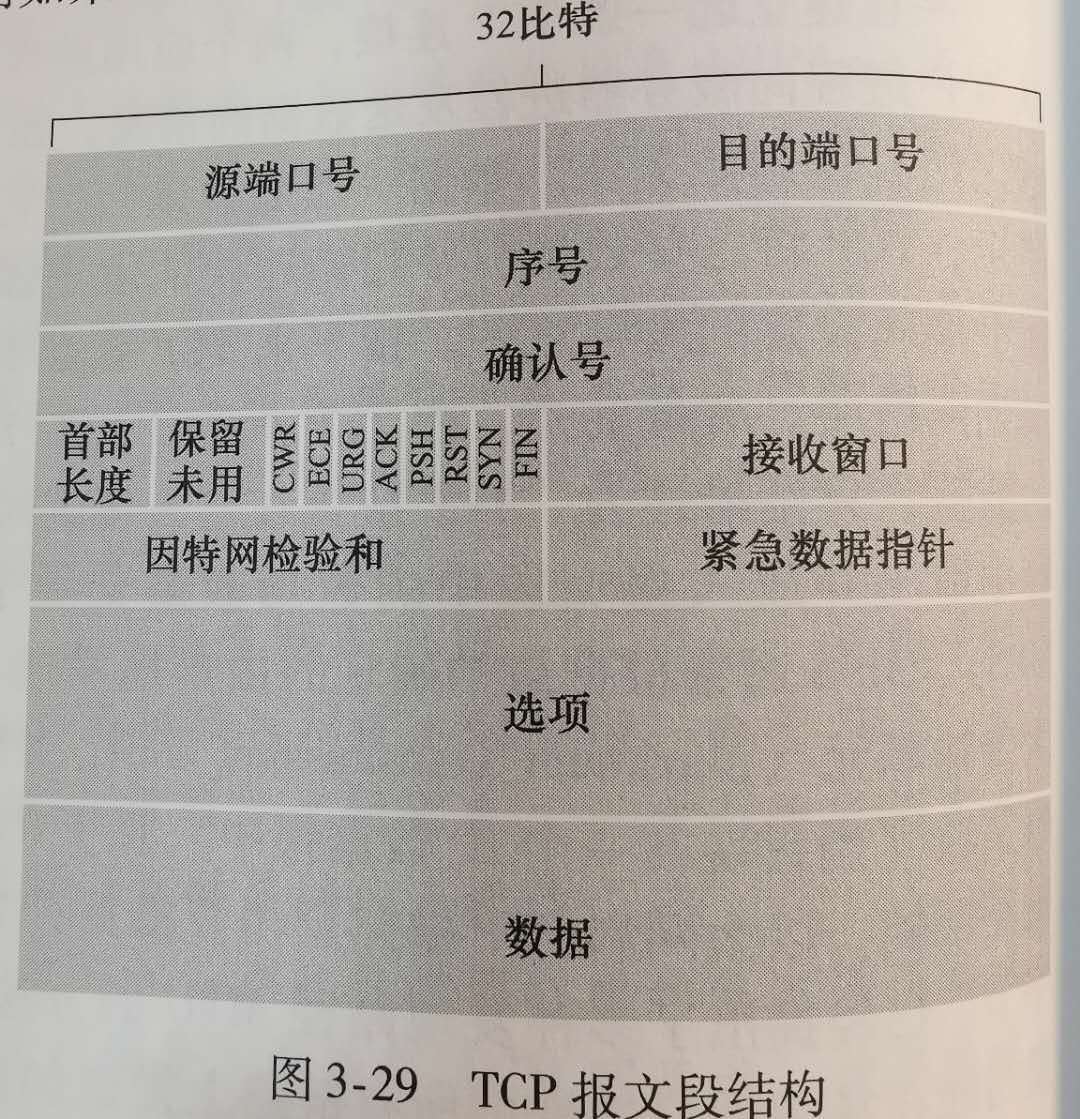 32比特
源端口号 目的端口号
序号
确认号
首部长度 保留未用 CWR ECE URG ACK PSH RST SYN FIN 接收窗口
因特网检验和 紧急数据指针
选项
数据
图 3-29 TCP 报文段结构